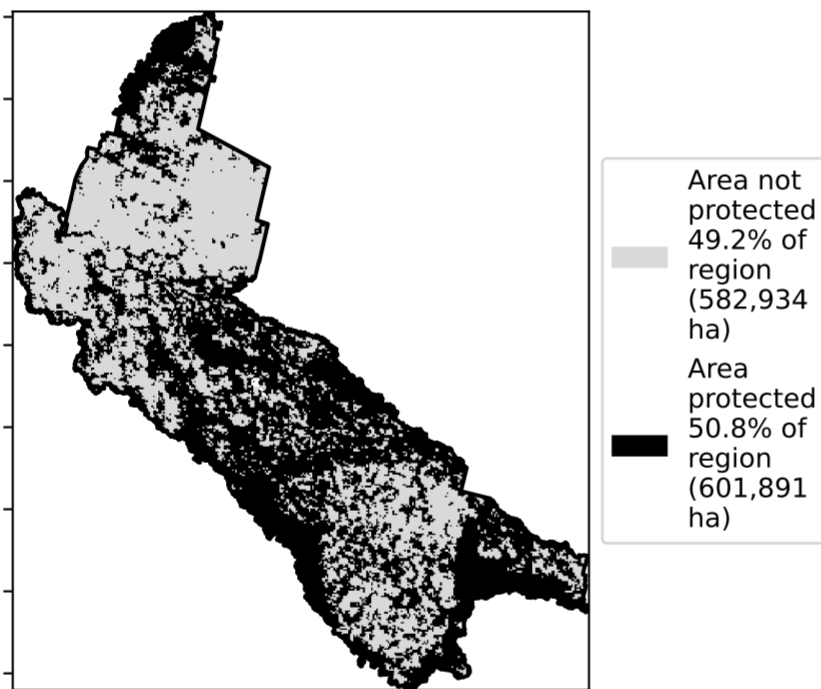 Area not
protected
49.2% of
region
(582,934
ha)
Area
protected
50.8% of
region
(601,891
ha)